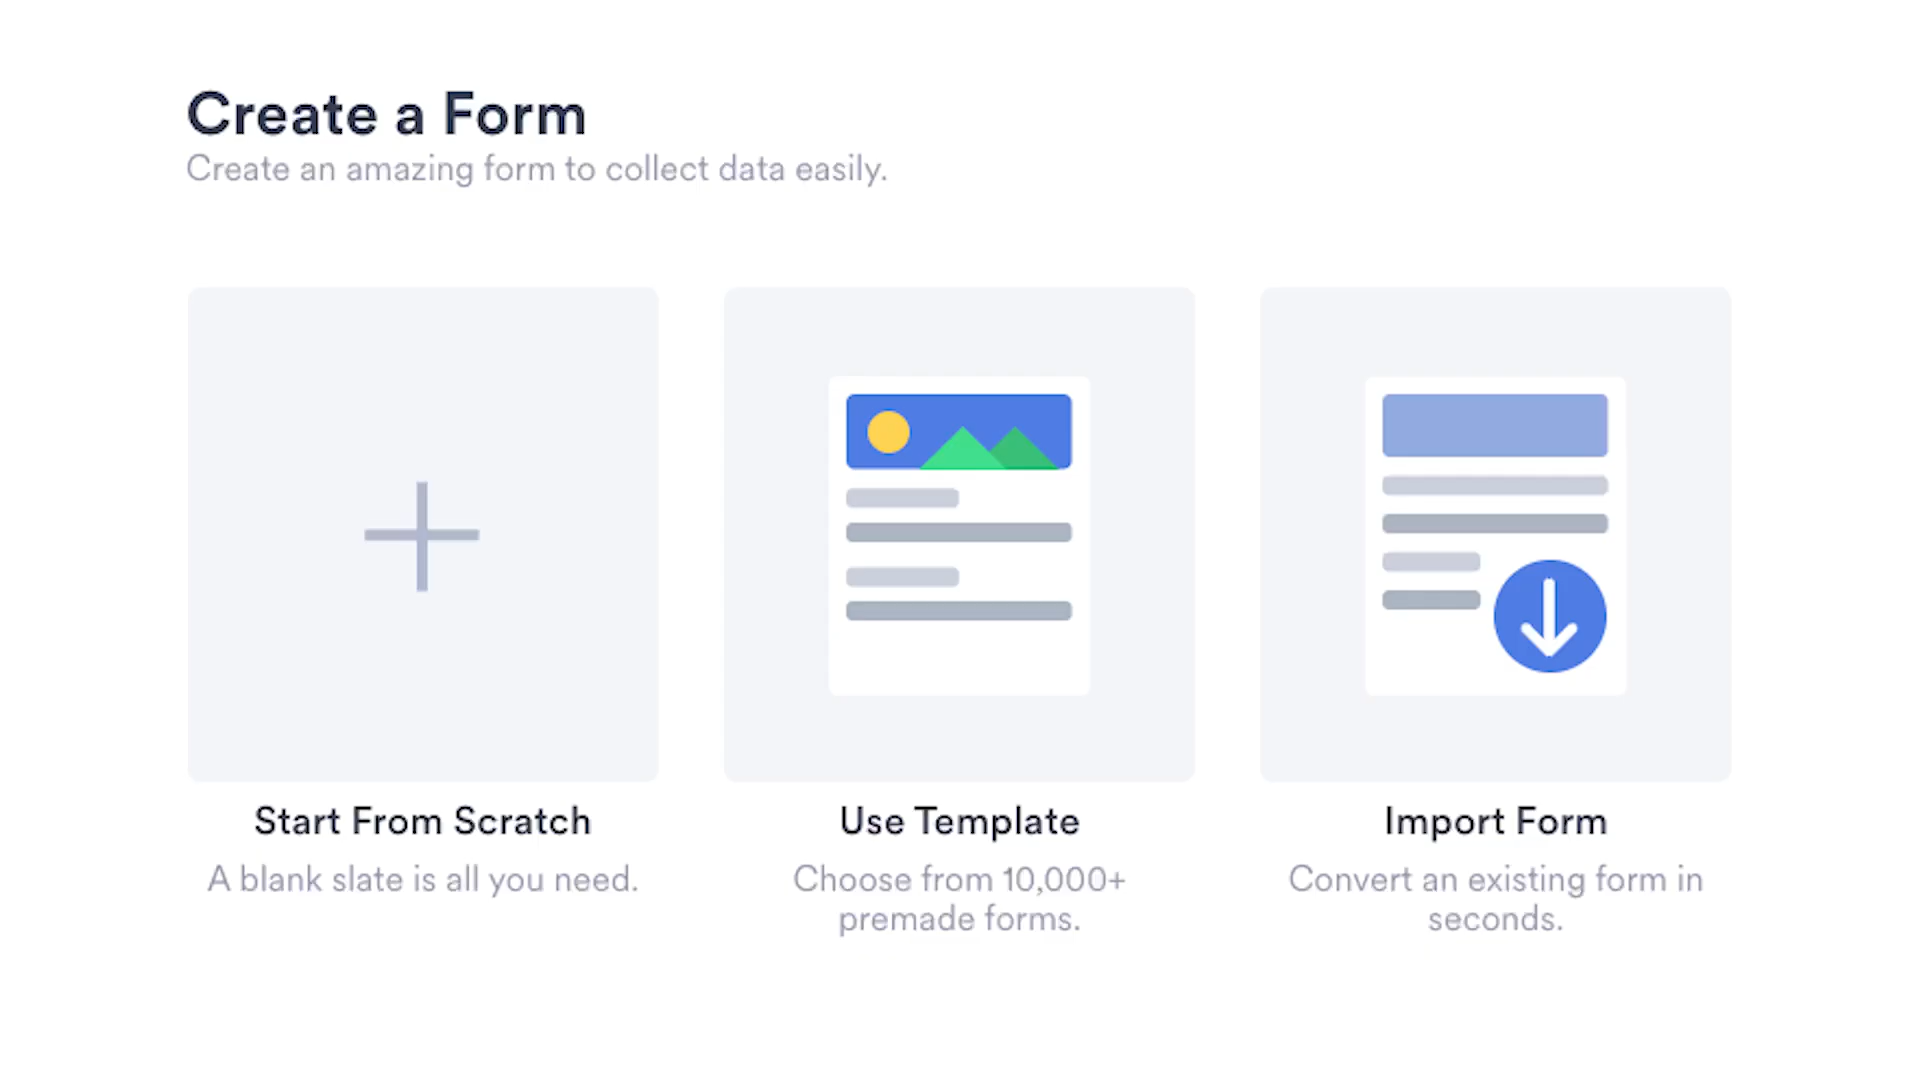 Create a Form
Create an amazing form to collect data easily.
Start From Scratch
A blank slate is all you need.
Use Template
Choose from 10,000+
premade forms.
Import Form
Convert an existing form in
seconds.